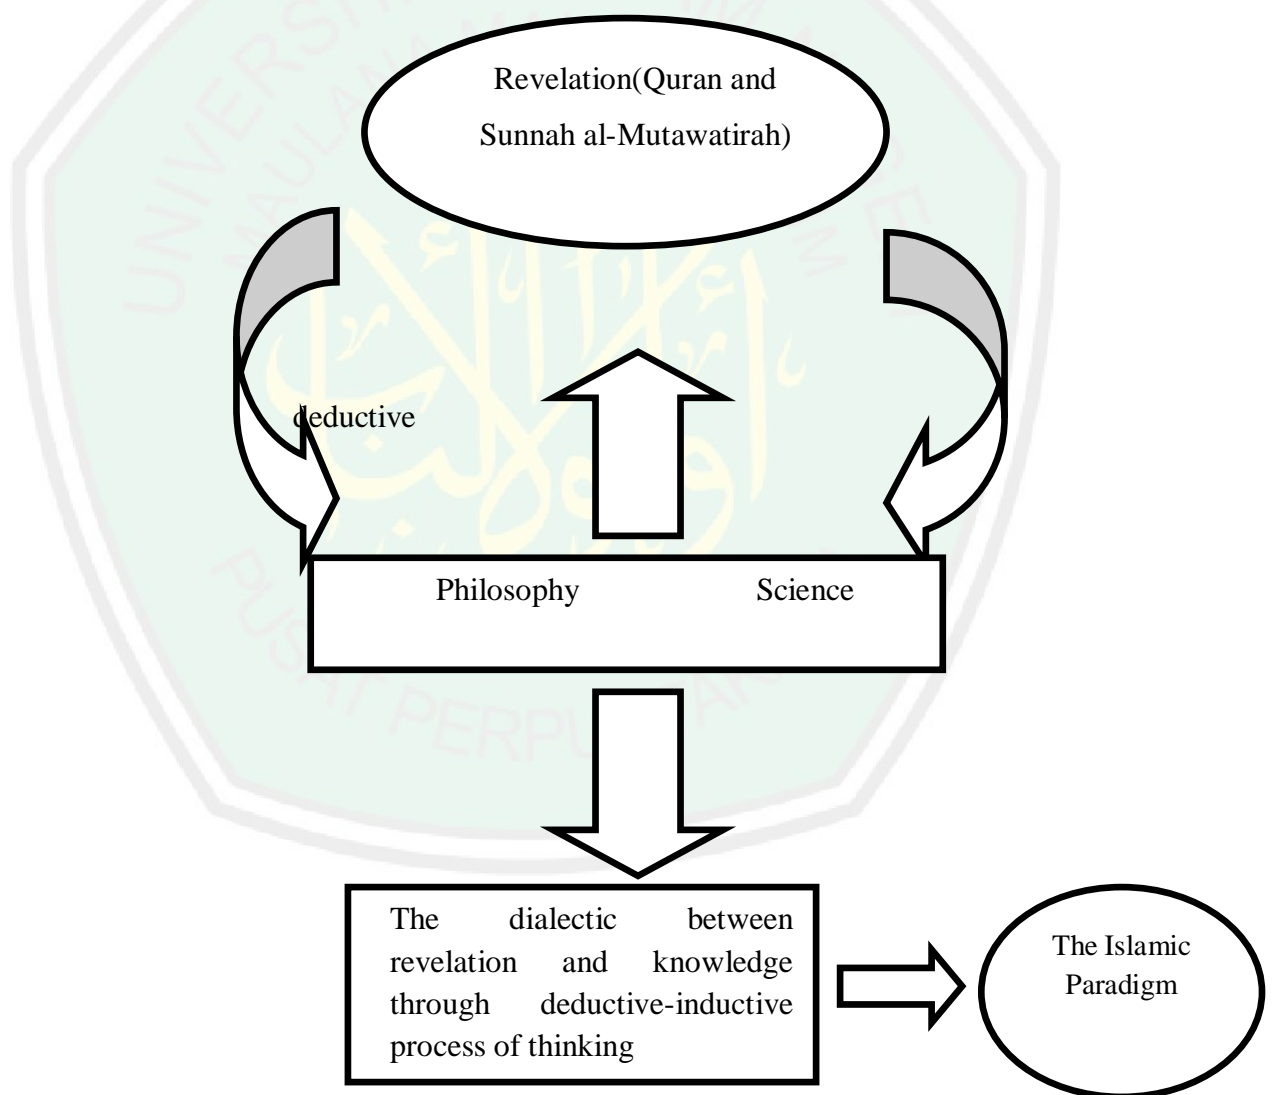 Revelation(Quran and
Sunnah al-Mutawatirah)
deductive
Philosophy Science
The dialectic between
revelation and knowledge
through deductive-inductive
process of thinking
The Islamic
Paradigm